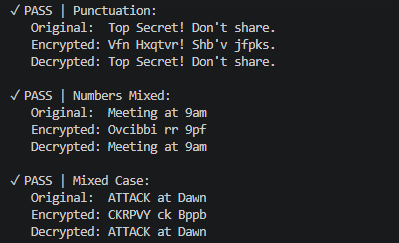 ✓ PASS | Punctuation:
Original:  Top Secret! Don't share.
Encrypted: Vfn Hxqtvr! Shb'v jfpks.
Decrypted: Top Secret! Don't share.
✓ PASS | Numbers Mixed:
Original:  Meeting at 9am
Encrypted: Ovcibbi rr 9pf
Decrypted: Meeting at 9am
✓ PASS | Mixed Case:
Original:  ATTACK at Dawn
Encrypted: CKRPVY ck Bppb
Decrypted: ATTACK at Dawn